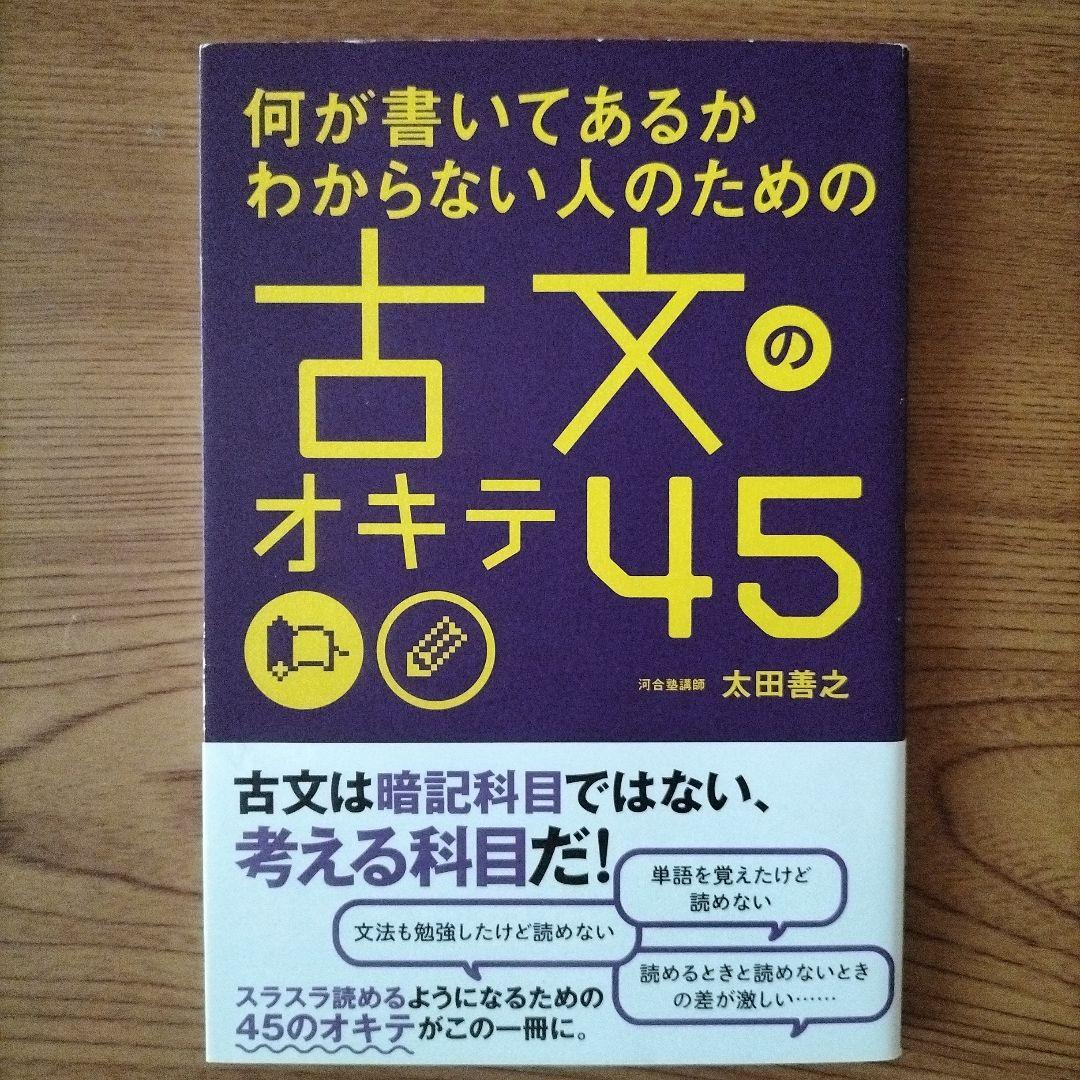 何が書いてあるか
わからない人のための
古文の
オキテ45
河合塾講師 太田善之
古文は暗記科目ではない、
考える科目だ!
単語を覚えたけど
読めない
文法も勉強したけど読めない
読めるときと読めないとき
の差が激しい……
スラスラ読めるようになるための
45のオキテがこの一冊に。